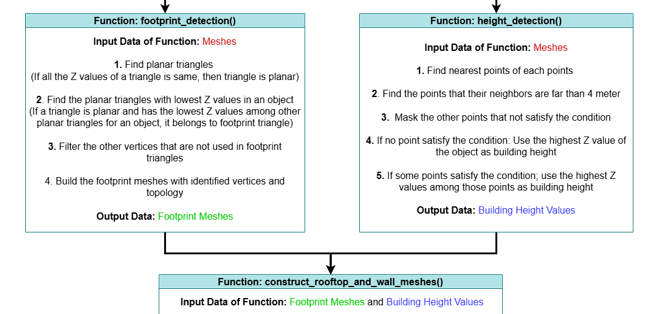 Function: footprint_detection()
Input Data of Function: Meshes
1. Find planar triangles
(If all the Z values of a triangle is same, then triangle is planar)
2. Find the planar triangles with lowest Z values in an object
(If a triangle is planar and has the lowest Z values among other
planar triangles for an object, it belongs to footprint triangle)
3. Filter the other vertices that are not used in footprint
triangles
4. Build the footprint meshes with identified vertices and
topology
Output Data: Footprint Meshes
Function: height_detection()
Input Data of Function: Meshes
1. Find nearest points of each points
2. Find the points that their neighbors are far than 4 meter
3. Mask the other points that not satisfy the condition
4. If no point satisfy the condition: Use the highest Z value of
the object as building height
5. If some points satisfy the condition; use the highest Z
values among those points as building height
Output Data: Building Height Values
Function: construct_rooftop_and_wall_meshes()
Input Data of Function: Footprint Meshes and Building Height Values